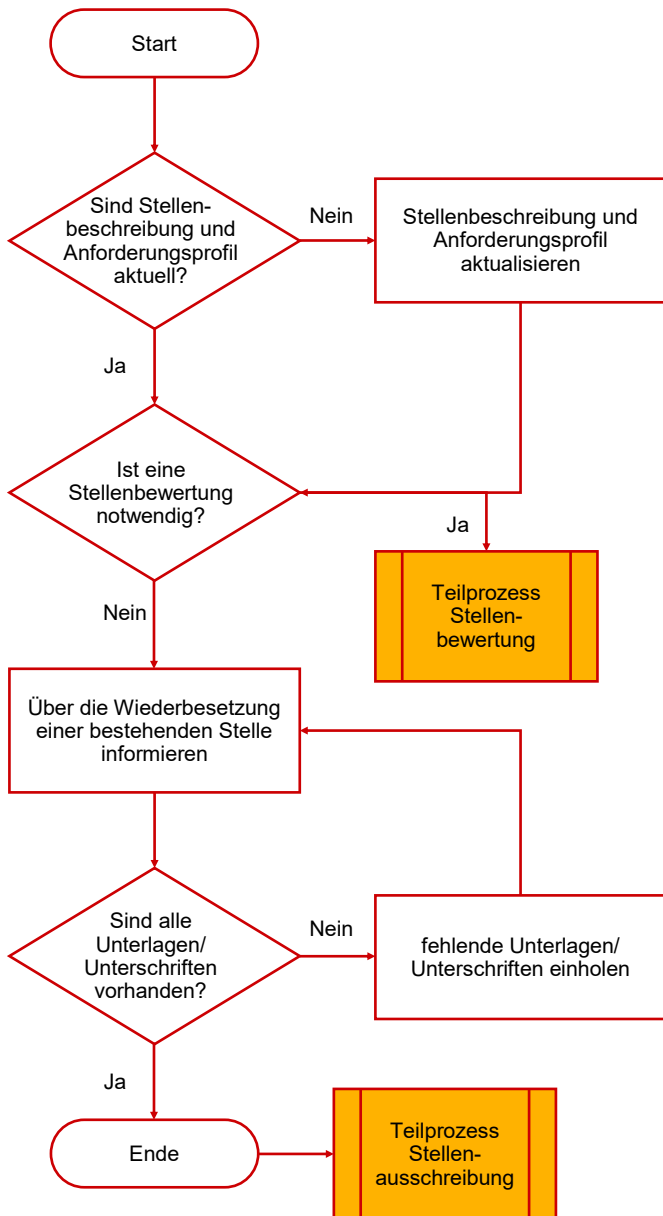 Start
Sind Stellen-
beschreibung und
Anforderungsprofil
aktuell?
Nein
Stellenbeschreibung und
Anforderungsprofil
aktualisieren
Ja
Ist eine
Stellenbewertung
notwendig?
Ja
Teilprozess
Stellen-
bewertung
Nein
Über die Wiederbesetzung
einer bestehenden Stelle
informieren
Sind alle
Unterlagen/
Unterschriften
vorhanden?
Nein
fehlende Unterlagen/
Unterschriften einholen
Ja
Ende
Teilprozess
Stellen-
ausschreibung